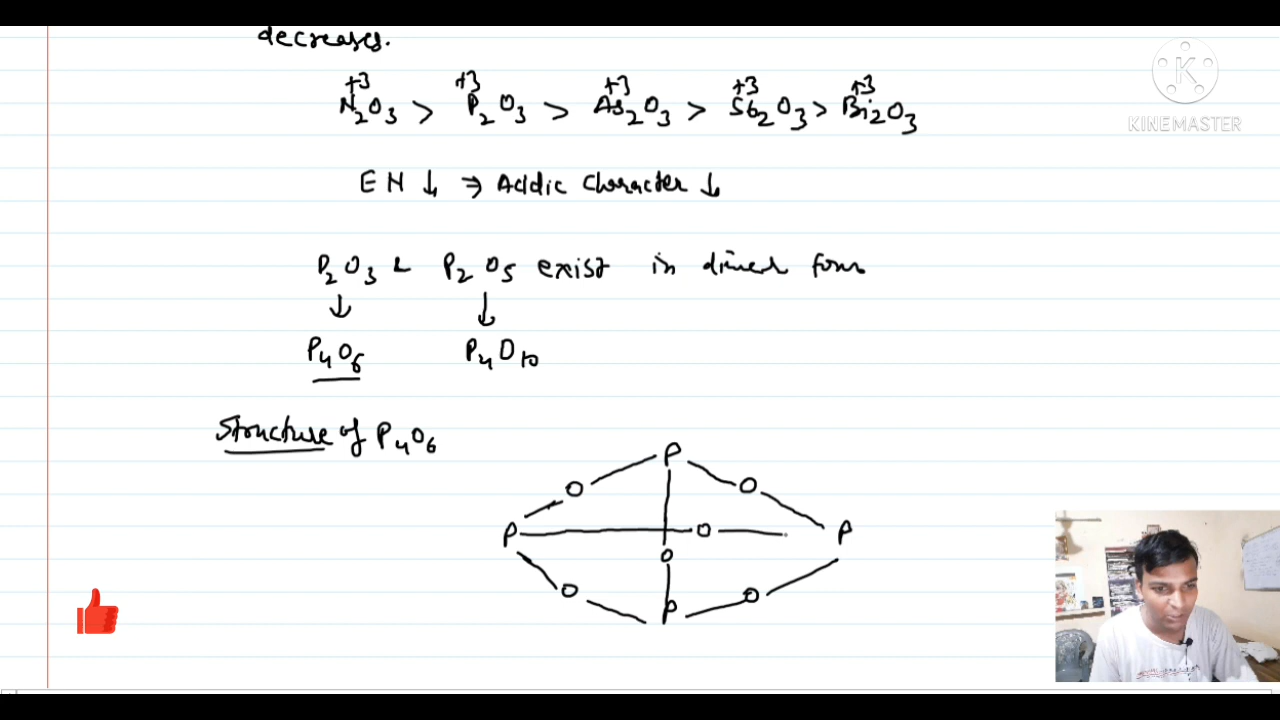 decreases.
K
KINEMASTER
+3 +3 +3 +3 +3
N₂O₃ > P₂O₃ > As₂O₃ > Sb₂O₃ > Bi₂O₃
EN ↓ ⇒ Acidic Character ↓
P₂O₃ & P₂O₅ exist in dimer form
↓ ↓
P₄O₆ P₄O₁₀
Structure of P₄O₆
P
O O
P O P
O
O P O